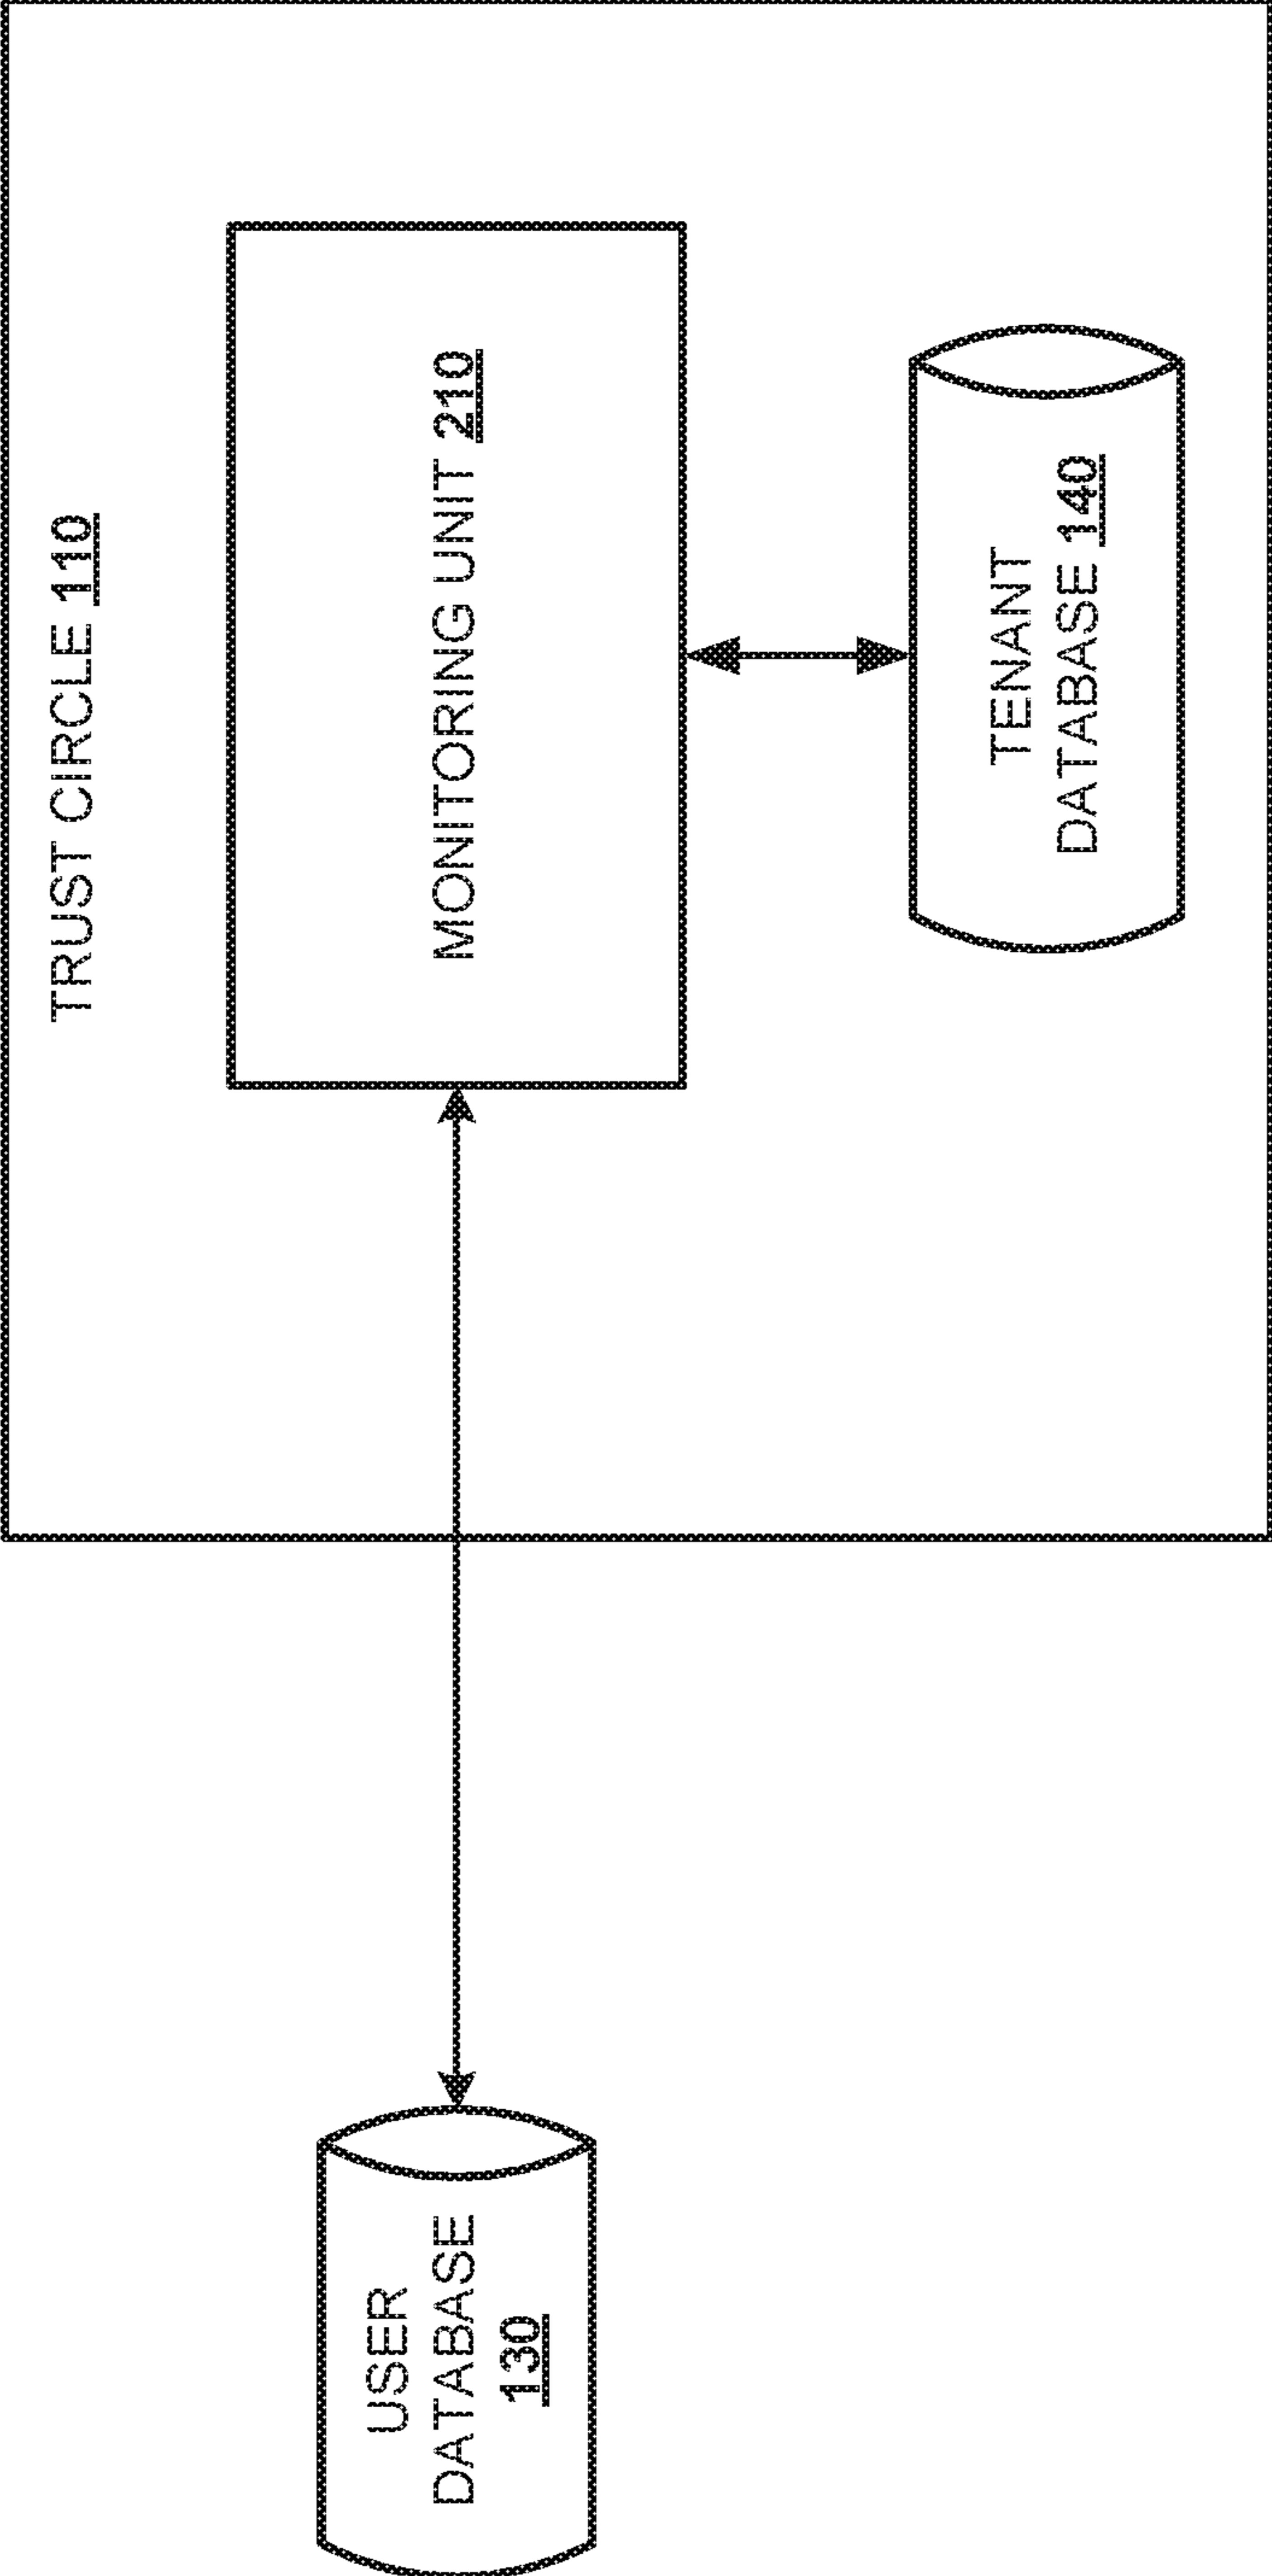 TRUST CIRCLE 110
MONITORING UNIT 210
TENANT
DATABASE 140
USER
DATABASE
130